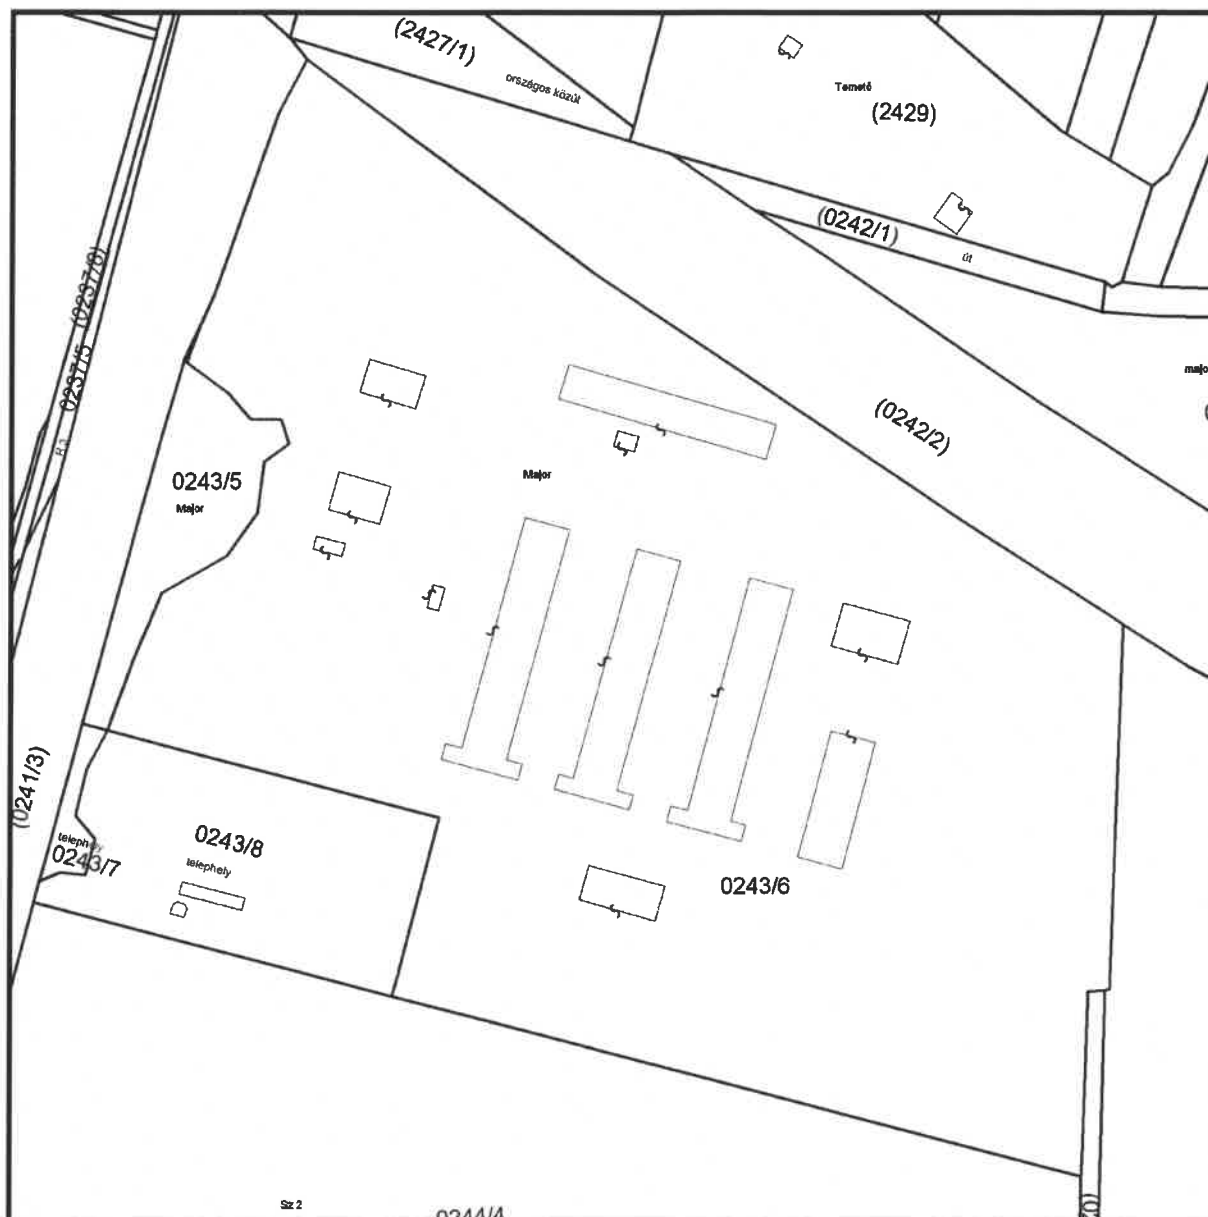 (2427/1)
országos közút
Temető
(2429)
(0242/1)
út
(0237/6)
0237/5
majo
(0242/2)
0243/5
Major
Major
(0241/3)
telephely
0243/7
0243/8
telephely
0243/6
Sz 2
0244/4